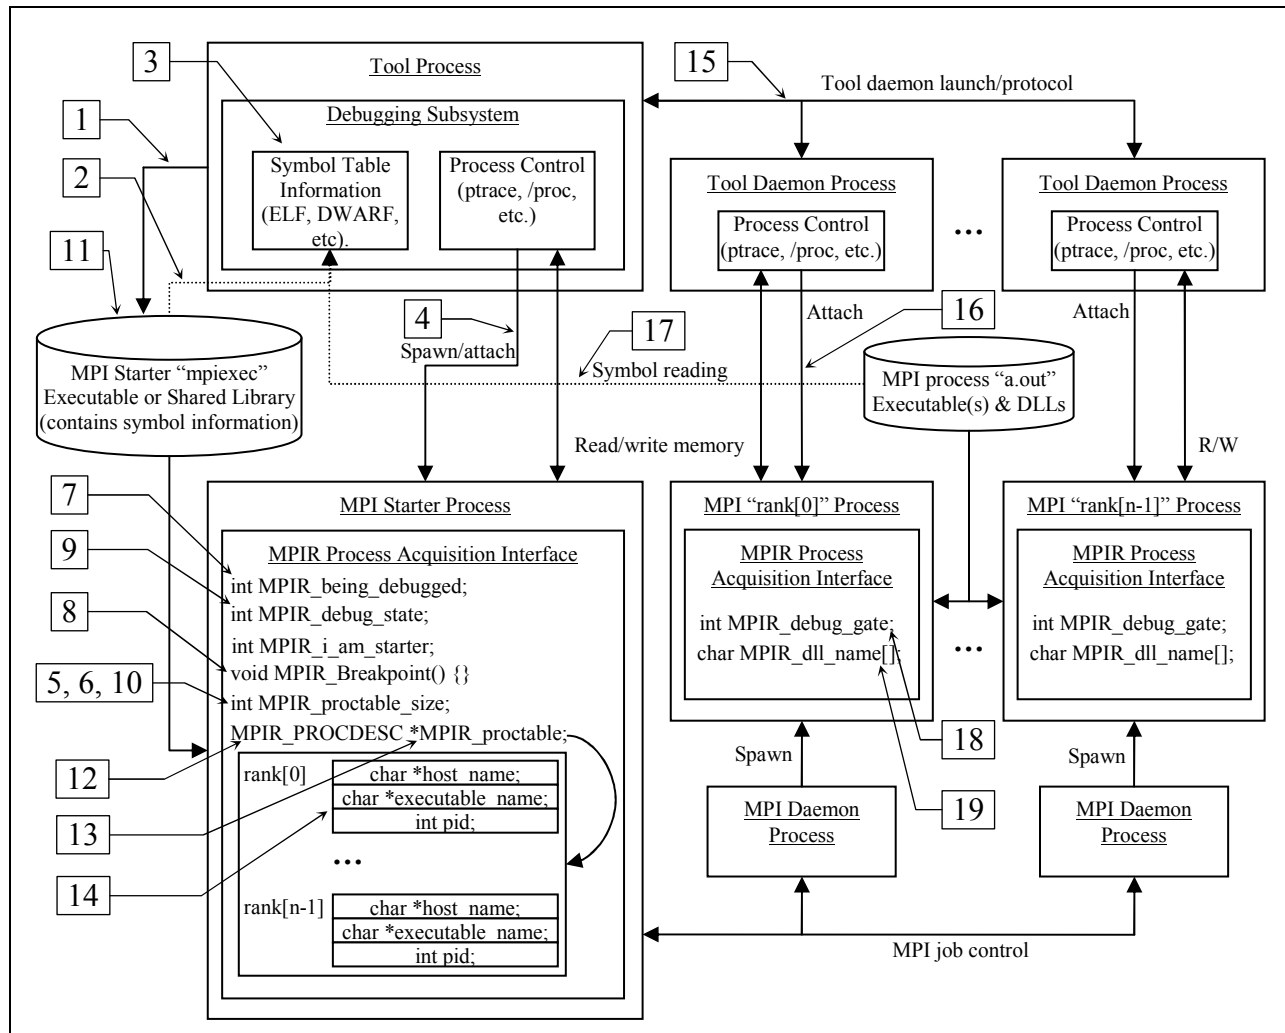 3
Tool Process
15
Tool daemon launch/protocol
1
Debugging Subsystem
2
Symbol Table
Information
(ELF, DWARF,
etc).
Process Control
(ptrace, /proc,
etc.)
Tool Daemon Process
Process Control
(ptrace, /proc, etc.)
...
Tool Daemon Process
Process Control
(ptrace, /proc, etc.)
11
4
Spawn/attach
17
Symbol reading
Attach
16
Attach
MPI Starter “mpiexec”
Executable or Shared Library
(contains symbol information)
MPI process “a.out”
Executable(s) & DLLs
Read/write memory
R/W
7
9
8
5, 6, 10
12
13
14
MPI Starter Process
MPIR Process Acquisition Interface
int MPIR_being_debugged;
int MPIR_debug_state;
int MPIR_i_am_starter;
void MPIR_Breakpoint() {}
int MPIR_proctable_size;
MPIR_PROCDESC *MPIR_proctable;
rank[0]
char *host_name;
char *executable_name;
int pid;
...
rank[n-1]
char *host_name;
char *executable_name;
int pid;
MPI “rank[0]” Process
MPIR Process
Acquisition Interface
int MPIR_debug_gate;
char MPIR_dll_name[];
...
MPI “rank[n-1]” Process
MPIR Process
Acquisition Interface
int MPIR_debug_gate;
char MPIR_dll_name[];
Spawn
18
Spawn
19
MPI Daemon
Process
...
MPI Daemon
Process
MPI job control